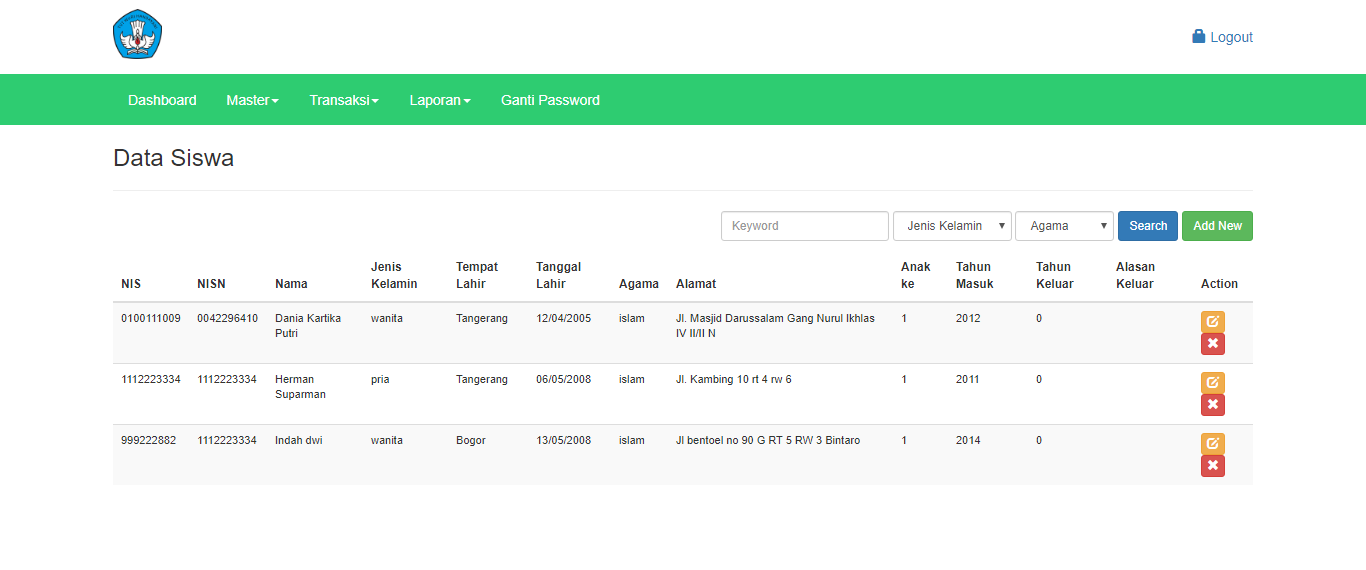 Logout
Dashboard Master Transaksi Laporan Ganti Password
Data Siswa
Keyword Jenis Kelamin Agama Search Add New
NIS NISN Nama Jenis Kelamin Tempat Lahir Tanggal Lahir Agama Alamat Anak ke Tahun Masuk Tahun Keluar Alasan Keluar Action
0100111009 0042296410 Dania Kartika Putri wanita Tangerang 12/04/2005 islam Jl. Masjid Darussalam Gang Nurul Ikhlas IV II/II N 1 2012 0
1112223334 1112223334 Herman Suparman pria Tangerang 06/05/2008 islam Jl. Kambing 10 rt 4 rw 6 1 2011 0
999222882 1112223334 Indah dwi wanita Bogor 13/05/2008 islam Jl bentoel no 90 G RT 5 RW 3 Bintaro 1 2014 0